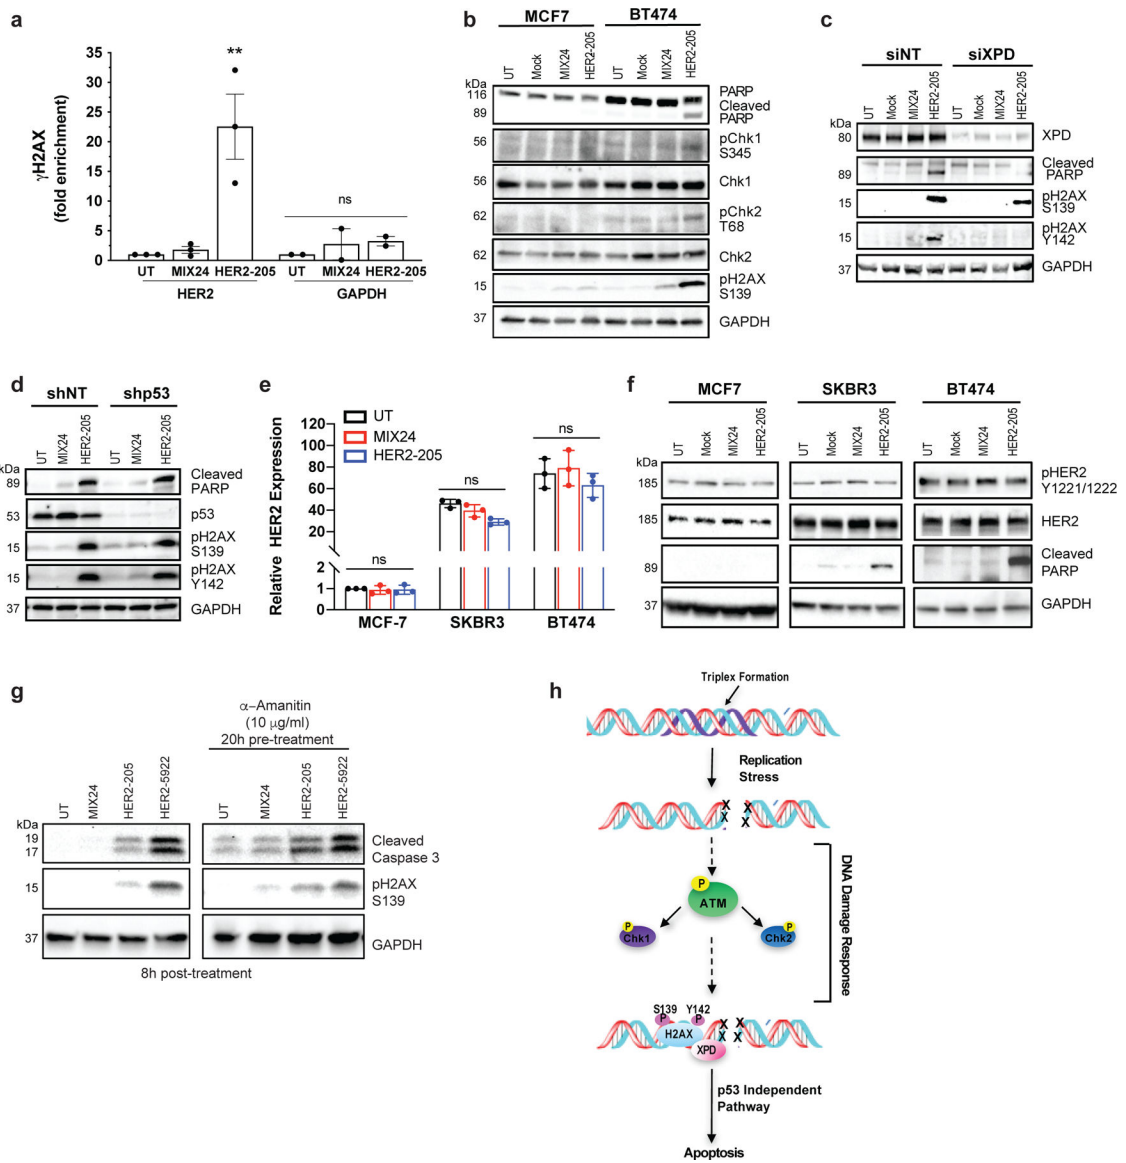 a
γH2AX
(fold enrichment)
35
30
25
20
15
10
5
0
**
ns
UT MIX24 HER2-205 UT MIX24 HER2-205
HER2 GAPDH
b
MCF7 BT474
UT Mock MIX24 HER2-205 UT Mock MIX24 HER2-205
kDa
116 PARP
89 Cleaved
PARP
56 pChk1
S345
56 Chk1
62 pChk2
T68
62 Chk2
15 pH2AX
S139
37 GAPDH
c
siNT siXPD
UT Mock MIX24 HER2-205 UT Mock MIX24 HER2-205
kDa
80 XPD
89 Cleaved
PARP
15 pH2AX
S139
15 pH2AX
Y142
37 GAPDH
d
shNT shp53
UT MIX24 HER2-205 UT MIX24 HER2-205
kDa
89 Cleaved
PARP
53 p53
15 pH2AX
S139
15 pH2AX
Y142
37 GAPDH
e
Relative HER2 Expression
120
100
80
60
40
20
2
1
0
UT
MIX24
HER2-205
ns ns ns
MCF-7 SKBR3 BT474
f
MCF7 SKBR3 BT474
UT Mock MIX24 HER2-205 UT Mock MIX24 HER2-205 UT Mock MIX24 HER2-205
kDa
185 pHER2
Y1221/1222
185 HER2
89 Cleaved
PARP
37 GAPDH
g
α–Amanitin
(10 μg/ml)
20h pre-treatment
UT MIX24 HER2-205 HER2-5922 UT MIX24 HER2-205 HER2-5922
kDa
19 Cleaved
17 Caspase 3
15 pH2AX
S139
37 GAPDH
8h post-treatment
h
Triplex Formation
Replication
Stress
X X
X X
P
ATM
P Chk1
P Chk2
DNA Damage Response
S139 Y142
P P
H2AX
XPD
X X
X X
p53 Independent
Pathway
Apoptosis